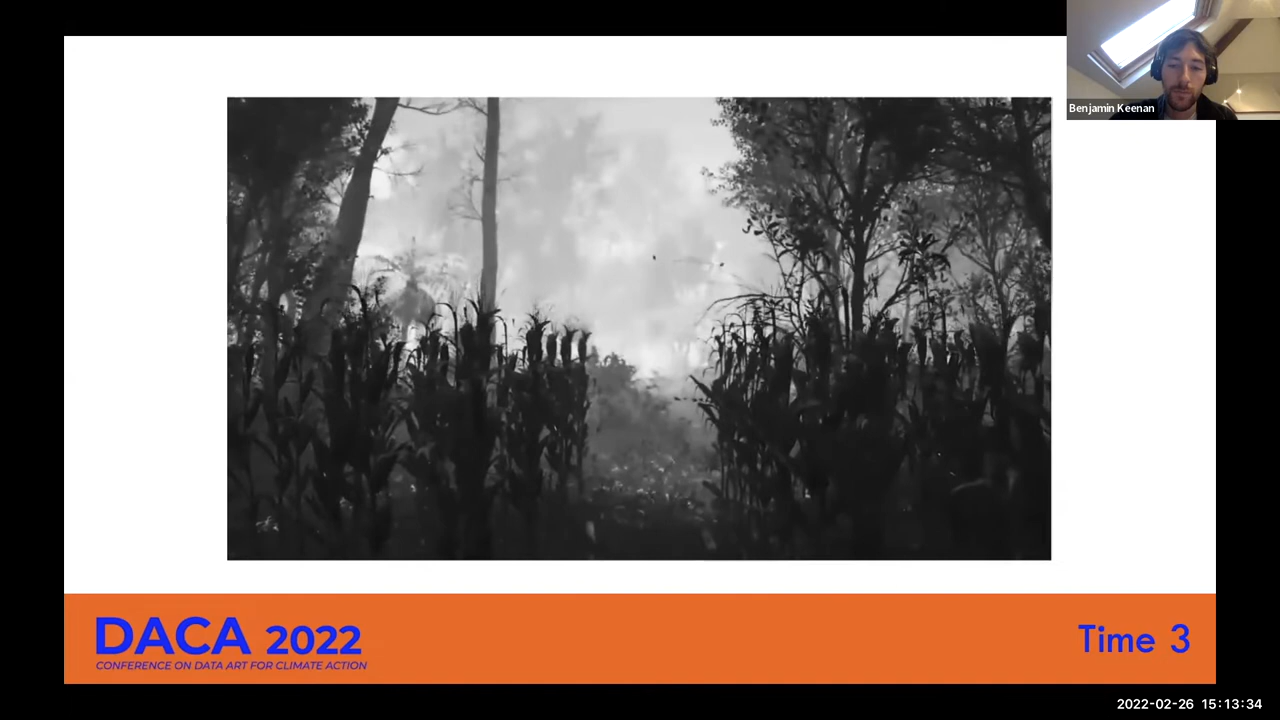 Benjamin Keenan
DACA 2022
CONFERENCE ON DATA ART FOR CLIMATE ACTION
Time 3
2022-02-26 15:13:34